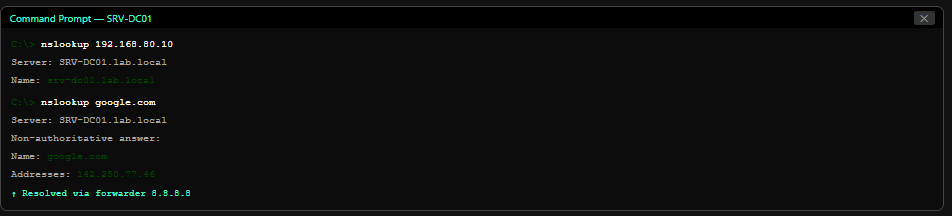 Command Prompt — SRV-DC01
C:\> nslookup 192.168.80.10
Server: SRV-DC01.lab.local
Name: srv-dc01.lab.local
C:\> nslookup google.com
Server: SRV-DC01.lab.local
Non-authoritative answer:
Name: google.com
Addresses: 142.250.77.46
↑ Resolved via forwarder 8.8.8.8